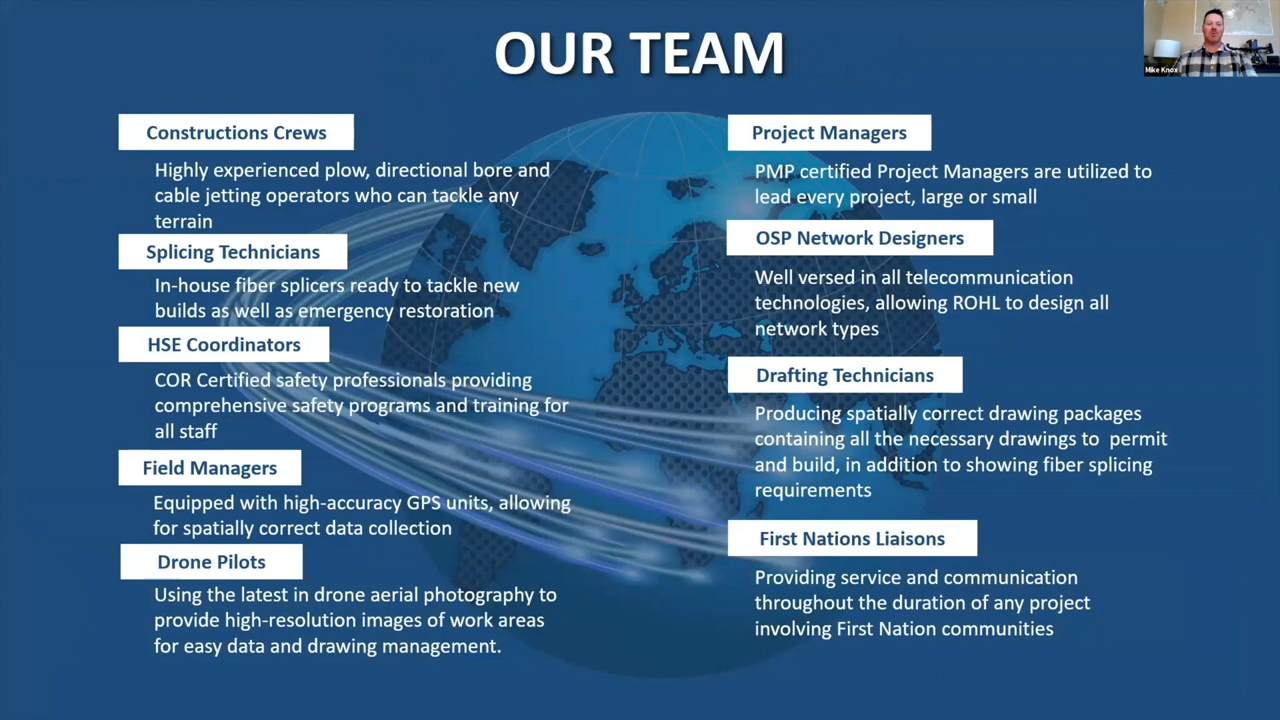 OUR TEAM
Mike Knox
Constructions Crews
Highly experienced plow, directional bore and
cable jetting operators who can tackle any
terrain
Splicing Technicians
In-house fiber splicers ready to tackle new
builds as well as emergency restoration
HSE Coordinators
COR Certified safety professionals providing
comprehensive safety programs and training for
all staff
Field Managers
Equipped with high-accuracy GPS units, allowing
for spatially correct data collection
Drone Pilots
Using the latest in drone aerial photography to
provide high-resolution images of work areas
for easy data and drawing management.
Project Managers
PMP certified Project Managers are utilized to
lead every project, large or small
OSP Network Designers
Well versed in all telecommunication
technologies, allowing ROHL to design all
network types
Drafting Technicians
Producing spatially correct drawing packages
containing all the necessary drawings to  permit
and build, in addition to showing fiber splicing
requirements
First Nations Liaisons
Providing service and communication
throughout the duration of any project
involving First Nation communities